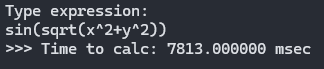 Type expression:
sin(sqrt(x^2+y^2))
>>> Time to calc: 7813.000000 msec